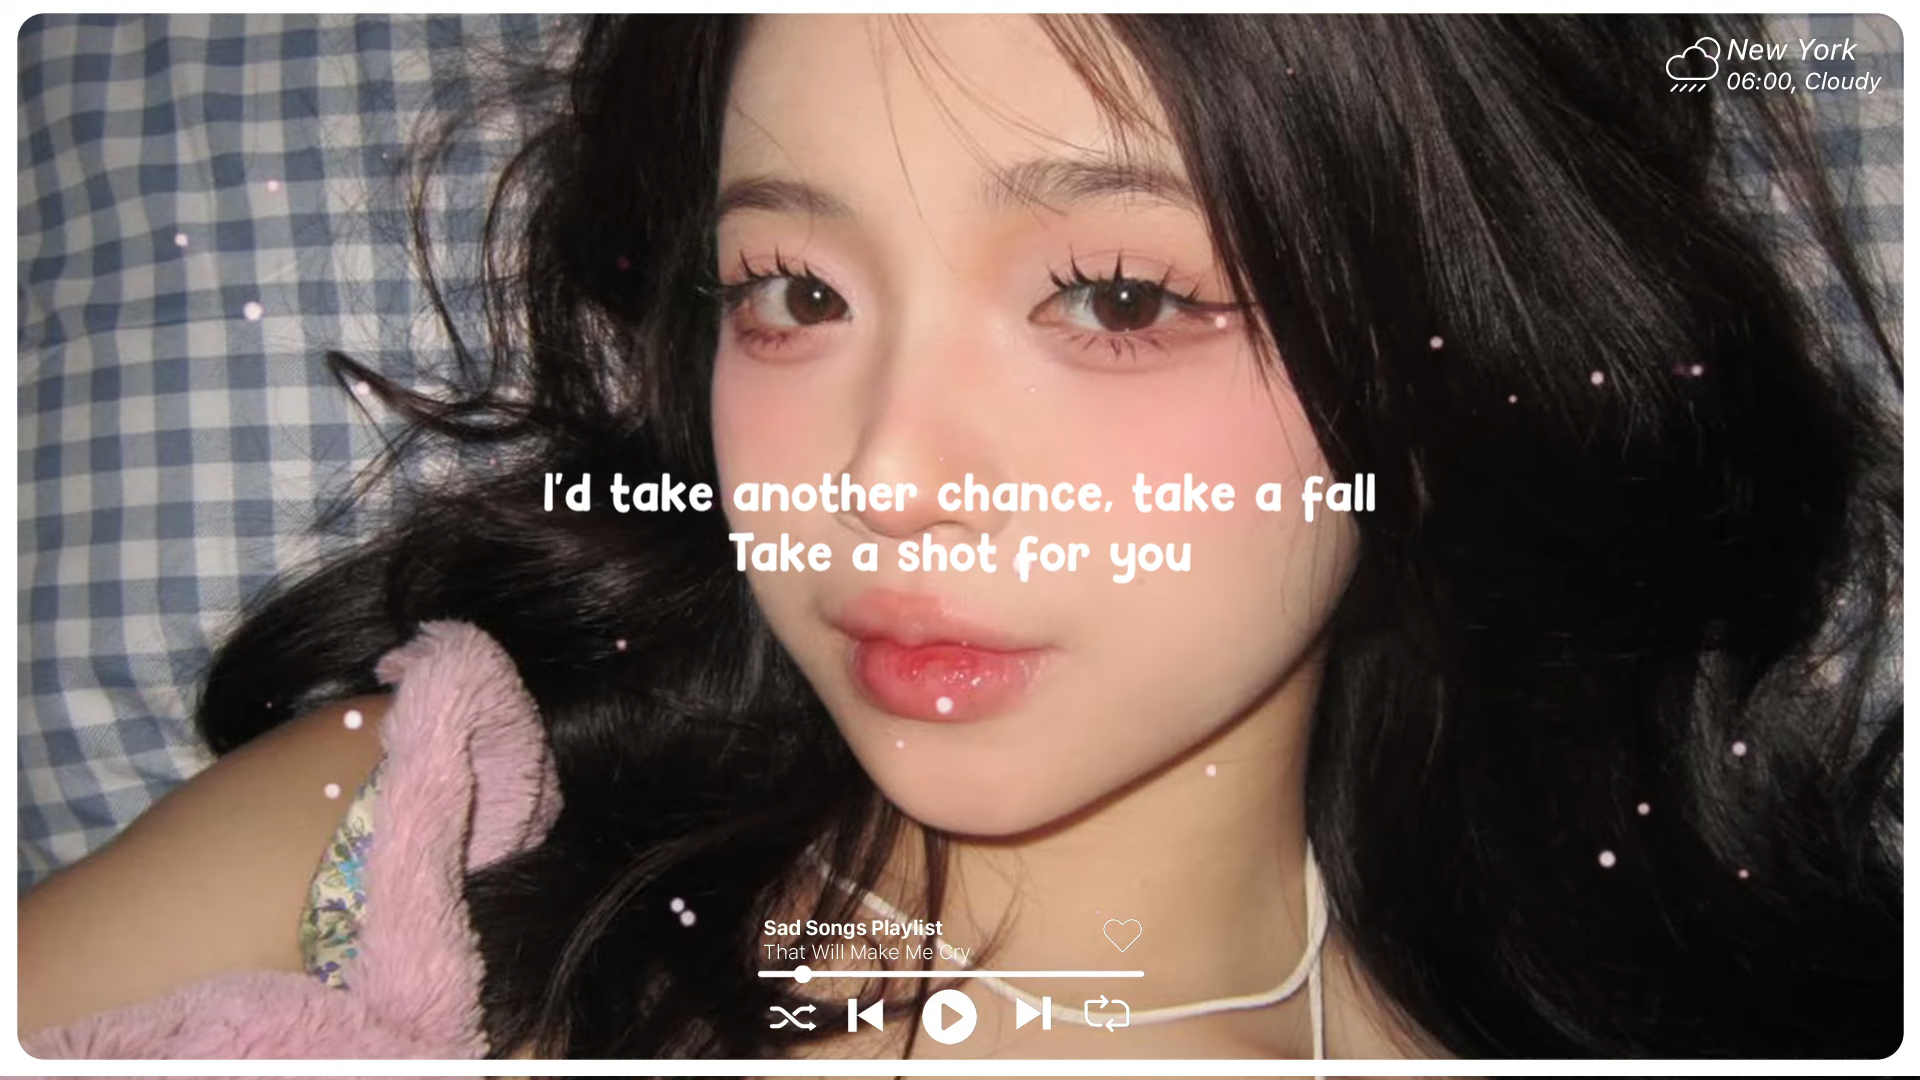 New York
06:00, Cloudy
I'd take another chance, take a fall
Take a shot for you
Sad Songs Playlist
That Will Make Me Cry